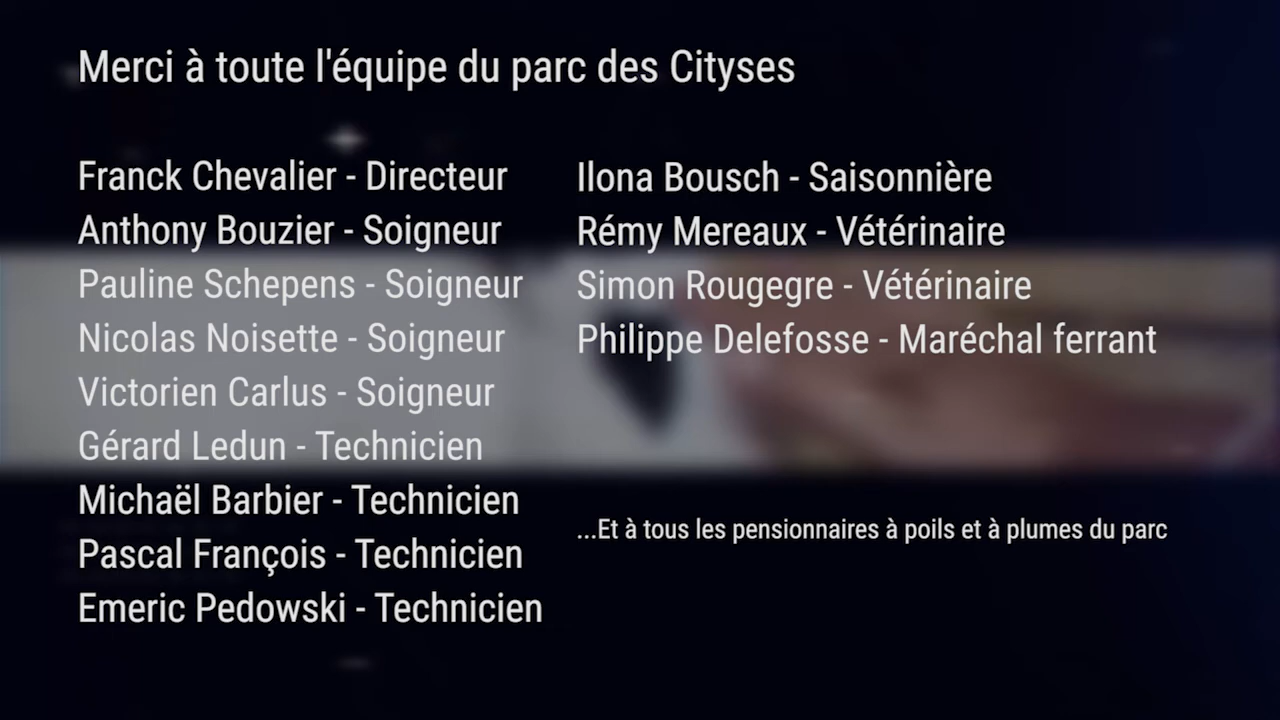 Merci à toute l'équipe du parc des Cityses
Franck Chevalier - Directeur
Anthony Bouzier - Soigneur
Pauline Schepens - Soigneur
Nicolas Noisette - Soigneur
Victorien Carlus - Soigneur
Gérard Ledun - Technicien
Michaël Barbier - Technicien
Pascal François - Technicien
Emeric Pedowski - Technicien
Ilona Bousch - Saisonnière
Rémy Mereaux - Vétérinaire
Simon Rougegre - Vétérinaire
Philippe Delefosse - Maréchal ferrant
...Et à tous les pensionnaires à poils et à plumes du parc